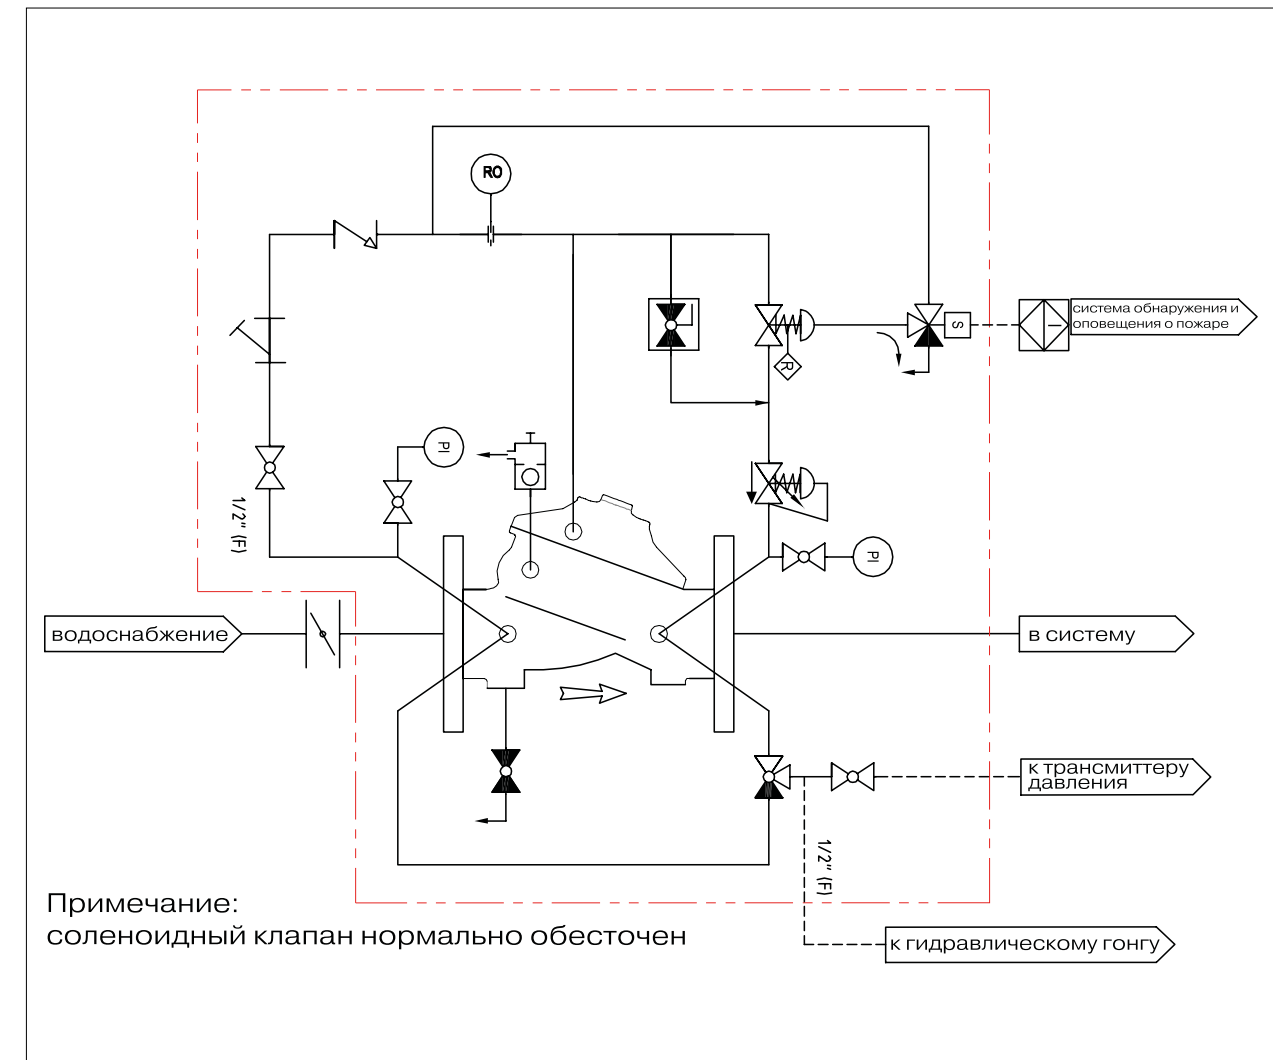 RO
система обнаружения и
оповещения о пожаре
S
I
R
PI
1/2" (F)
PI
водоснабжение
в систему
к трансмиттеру
давления
1/2" (F)
Примечание:
соленоидный клапан нормально обесточен
к гидравлическому гонгу